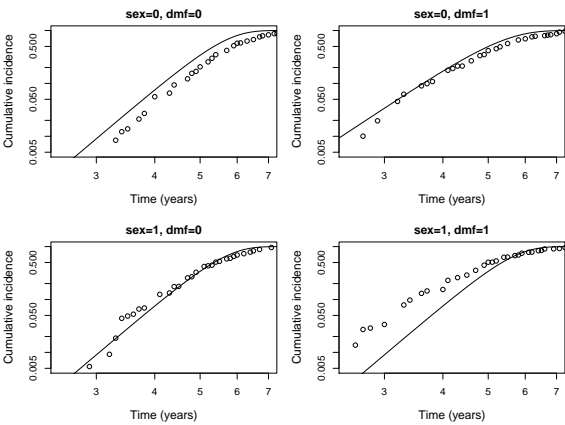 sex=0, dmf=0
Cumulative incidence
0.005 0.050 0.500
3 4 5 6 7
Time (years)
sex=0, dmf=1
Cumulative incidence
0.005 0.050 0.500
3 4 5 6 7
Time (years)
sex=1, dmf=0
Cumulative incidence
0.005 0.050 0.500
3 4 5 6 7
Time (years)
sex=1, dmf=1
Cumulative incidence
0.005 0.050 0.500
3 4 5 6 7
Time (years)